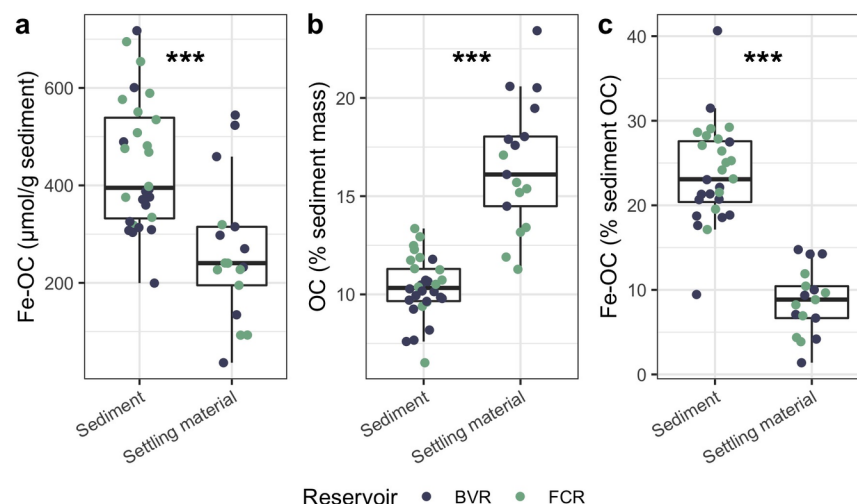 a
Fe-OC (μmol/g sediment)
600
400
200
***
Sediment
Settling material
b
OC (% sediment mass)
20
15
10
***
Sediment
Settling material
c
Fe-OC (% sediment OC)
40
30
20
10
0
***
Sediment
Settling material
Reservoir BVR FCR